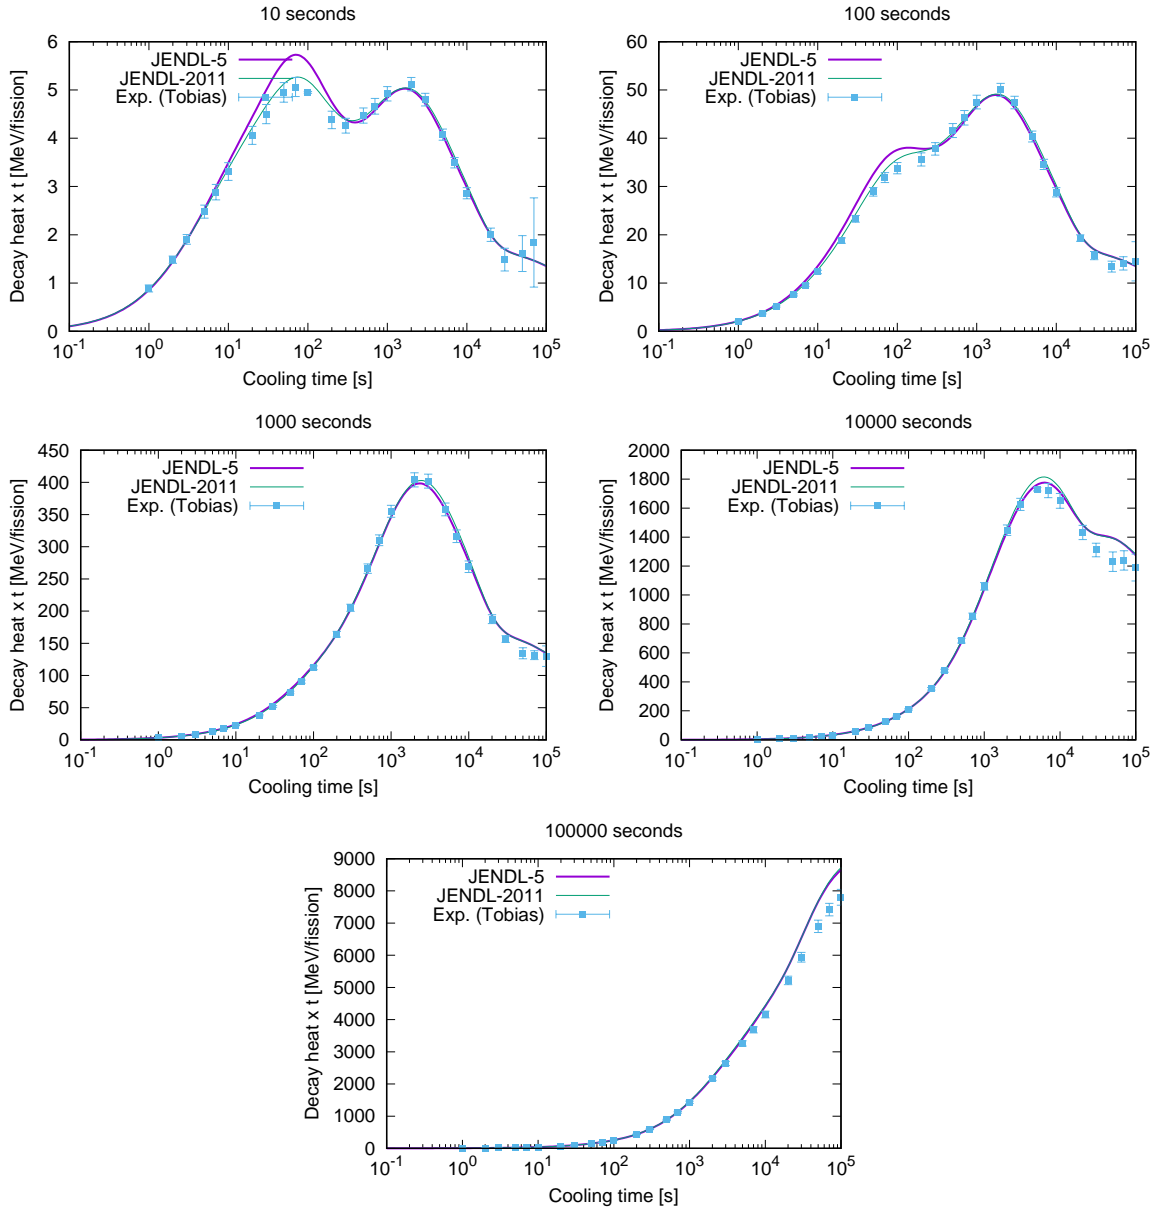 10 seconds
Decay heat x t [MeV/fission]
6
5
4
3
2
1
0
JENDL-5
JENDL-2011
Exp. (Tobias)
10^-1 10^0 10^1 10^2 10^3 10^4 10^5
Cooling time [s]
100 seconds
Decay heat x t [MeV/fission]
60
50
40
30
20
10
0
JENDL-5
JENDL-2011
Exp. (Tobias)
10^-1 10^0 10^1 10^2 10^3 10^4 10^5
Cooling time [s]
1000 seconds
Decay heat x t [MeV/fission]
450
400
350
300
250
200
150
100
50
0
JENDL-5
JENDL-2011
Exp. (Tobias)
10^-1 10^0 10^1 10^2 10^3 10^4 10^5
Cooling time [s]
10000 seconds
Decay heat x t [MeV/fission]
2000
1800
1600
1400
1200
1000
800
600
400
200
0
JENDL-5
JENDL-2011
Exp. (Tobias)
10^-1 10^0 10^1 10^2 10^3 10^4 10^5
Cooling time [s]
100000 seconds
Decay heat x t [MeV/fission]
9000
8000
7000
6000
5000
4000
3000
2000
1000
0
JENDL-5
JENDL-2011
Exp. (Tobias)
10^-1 10^0 10^1 10^2 10^3 10^4 10^5
Cooling time [s]